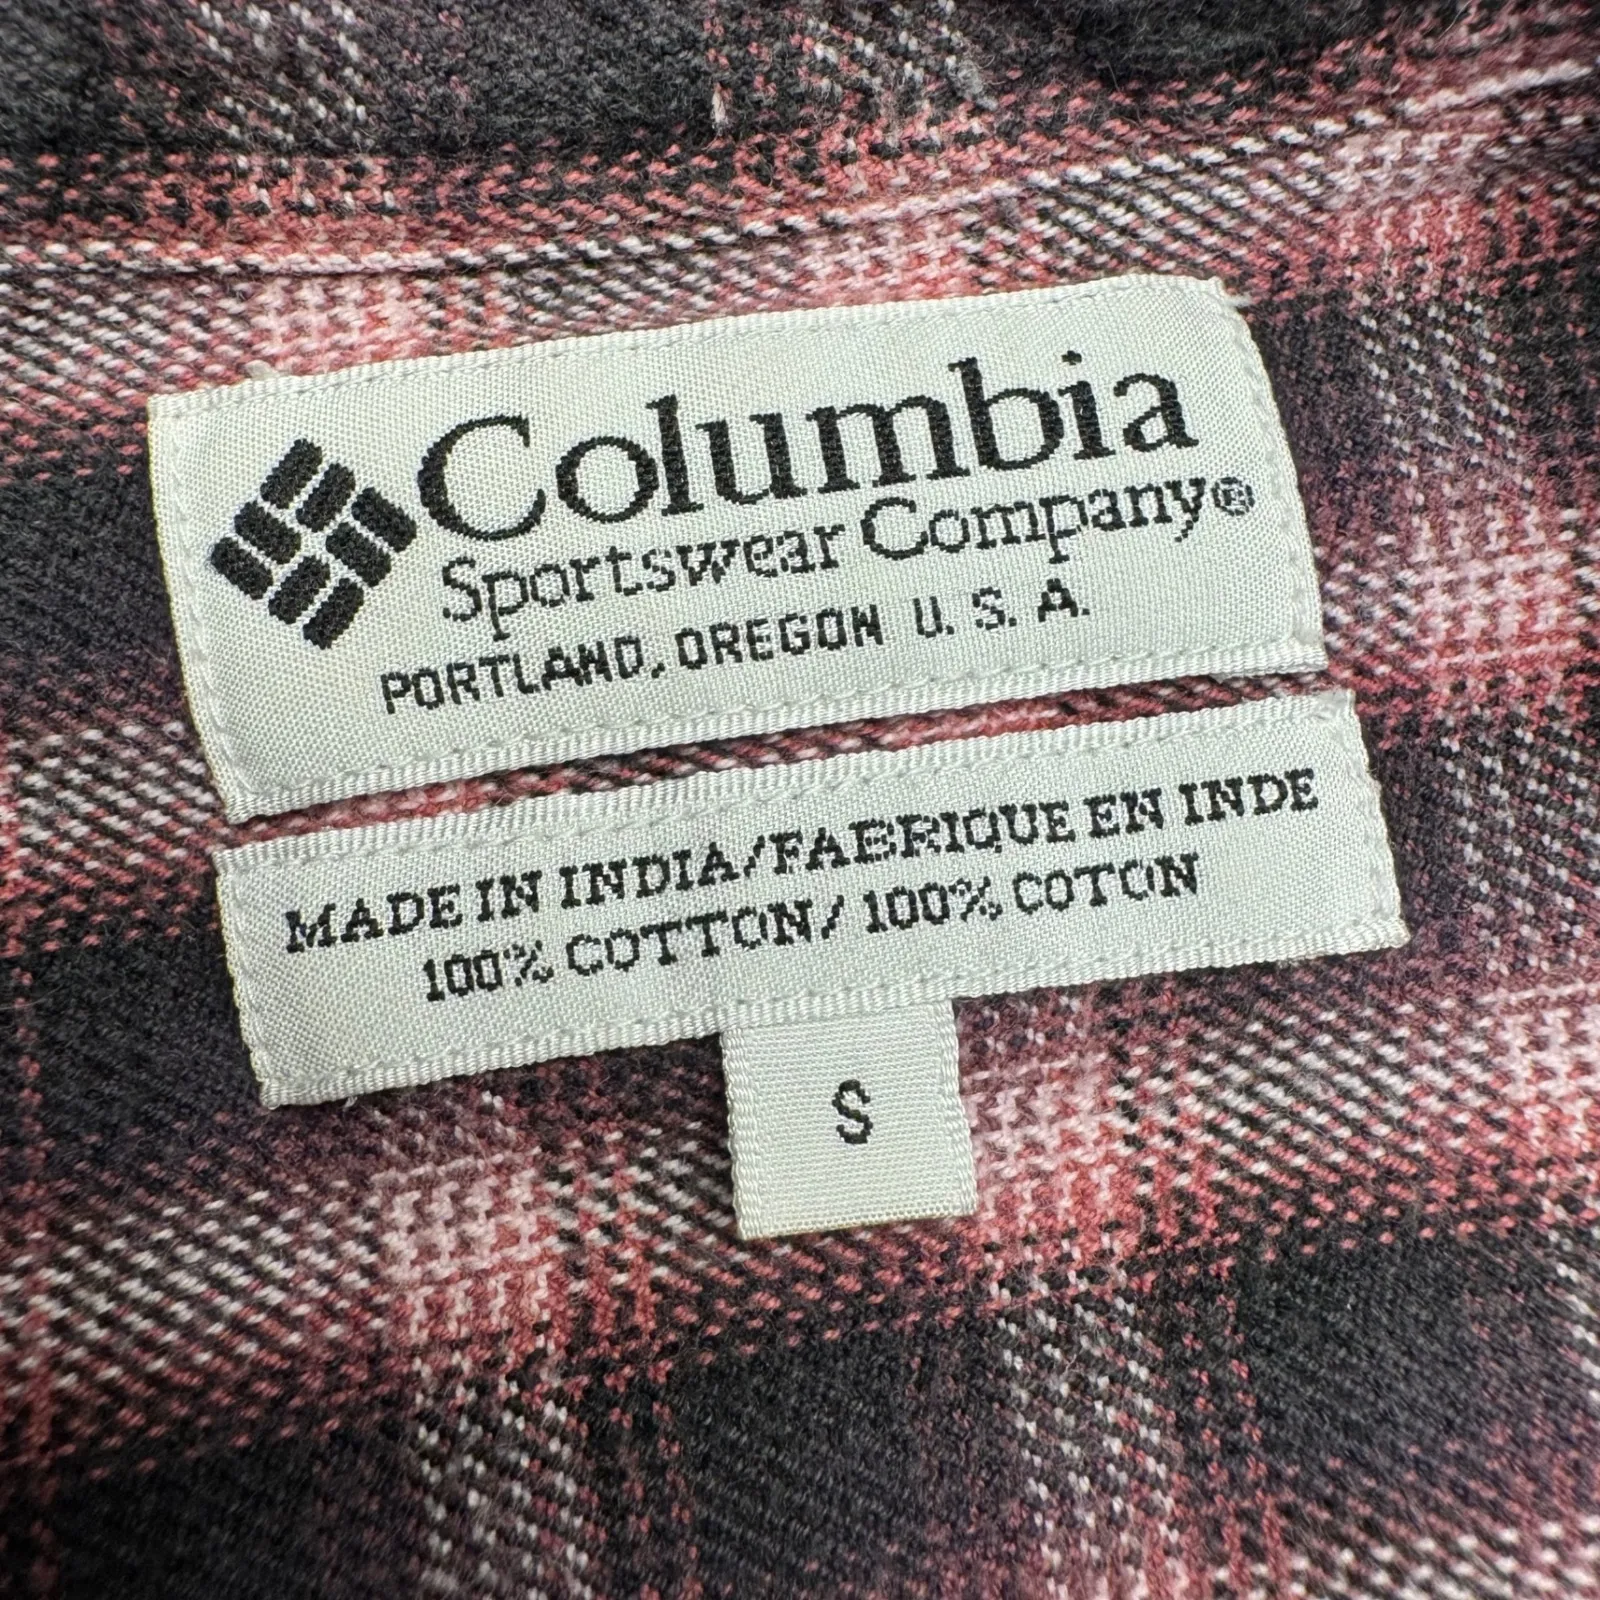 Columbia
Sportswear Company®
PORTLAND, OREGON U. S. A.
MADE IN INDIA/FABRIQUE EN INDE
100% COTTON/ 100% COTON
S